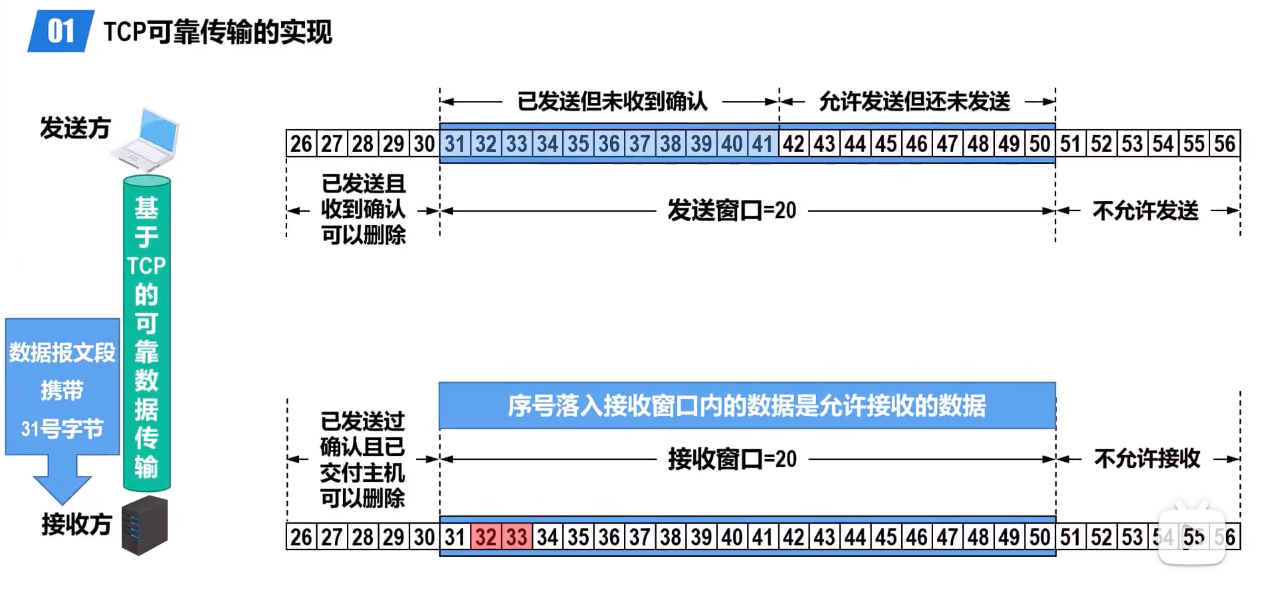 01 TCP可靠传输的实现
已发送但未收到确认 允许发送但还未发送
发送方
26 27 28 29 30 31 32 33 34 35 36 37 38 39 40 41 42 43 44 45 46 47 48 49 50 51 52 53 54 55 56
已发送且
收到确认
可以删除
发送窗口=20
不允许发送
基于TCP的可靠数据传输
数据报文段
携带
31号字节
序号落入接收窗口内的数据是允许接收的数据
已发送过
确认且已
交付主机
可以删除
接收窗口=20
不允许接收
接收方
26 27 28 29 30 31 32 33 34 35 36 37 38 39 40 41 42 43 44 45 46 47 48 49 50 51 52 53 54 55 56